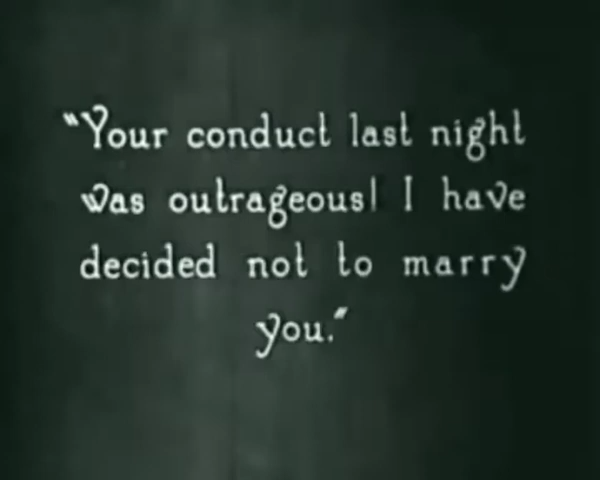 "Your conduct last night
was outrageous! I have
decided not to marry
you."